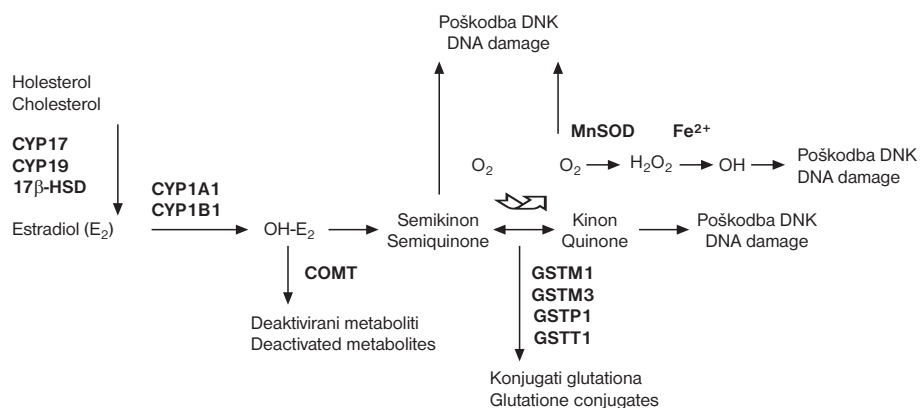 Poškodba DNK
DNA damage
Holesterol
Cholesterol
CYP17
CYP19
17β-HSD
MnSOD
Fe²⁺
O₂
O₂
H₂O₂
OH
Poškodba DNK
DNA damage
CYP1A1
CYP1B1
Estradiol (E₂)
OH-E₂
Semikinon
Semiquinone
Kinon
Quinone
Poškodba DNK
DNA damage
COMT
GSTM1
GSTM3
GSTP1
GSTT1
Deaktivirani metaboliti
Deactivated metabolites
Konjugati glutationa
Glutatione conjugates